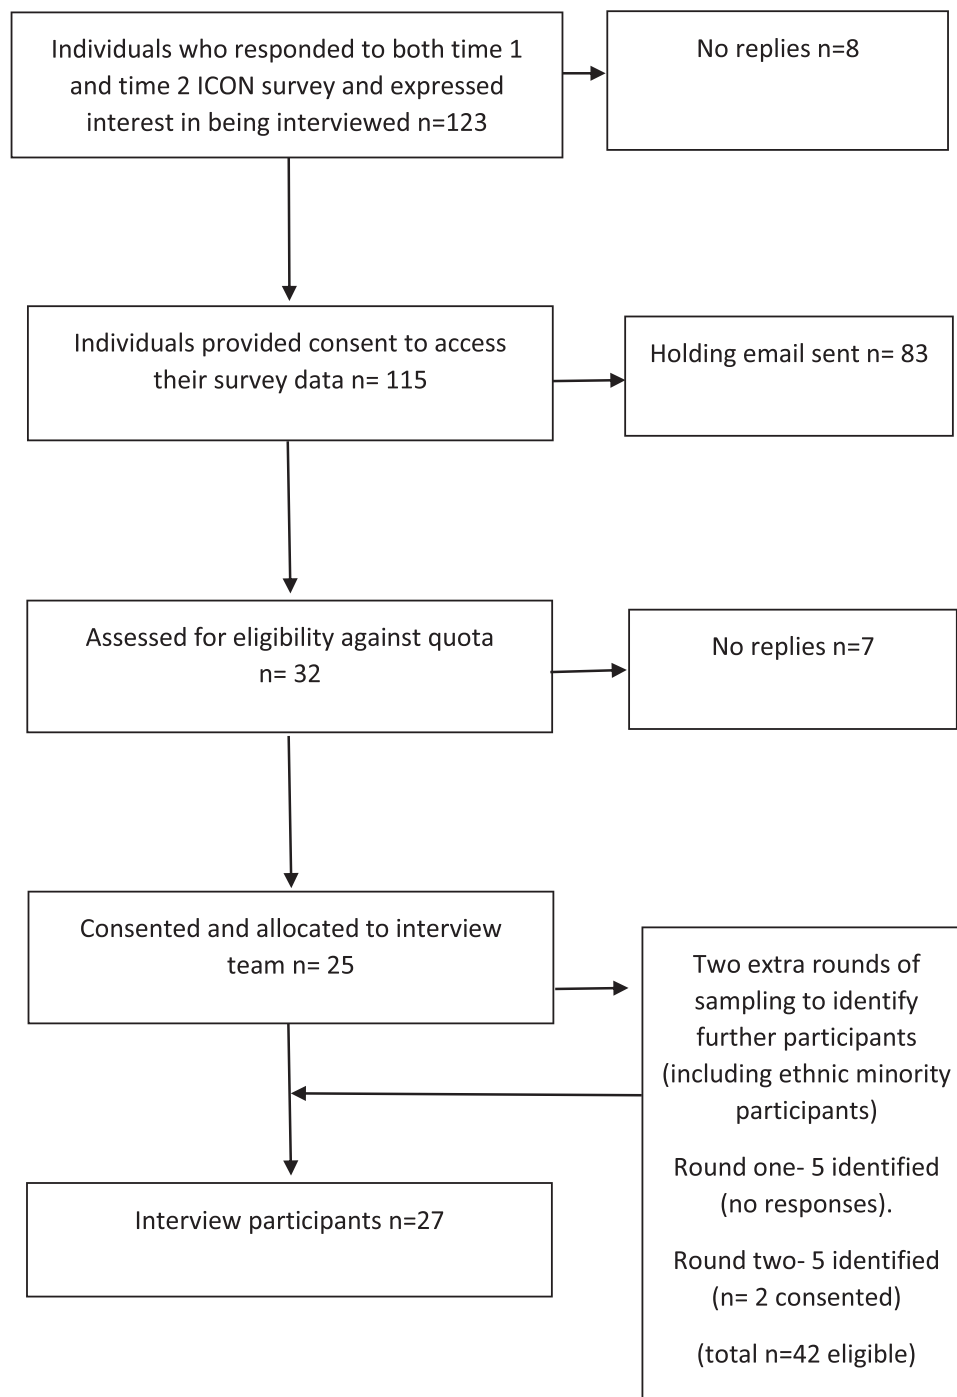 Individuals who responded to both time 1
and time 2 ICON survey and expressed
interest in being interviewed n=123
No replies n=8
Individuals provided consent to access
their survey data n= 115
Holding email sent n= 83
Assessed for eligibility against quota
n= 32
No replies n=7
Consented and allocated to interview
team n= 25
Two extra rounds of
sampling to identify
further participants
(including ethnic minority
participants)
Round one- 5 identified
(no responses).
Round two- 5 identified
(n= 2 consented)
(total n=42 eligible)
Interview participants n=27